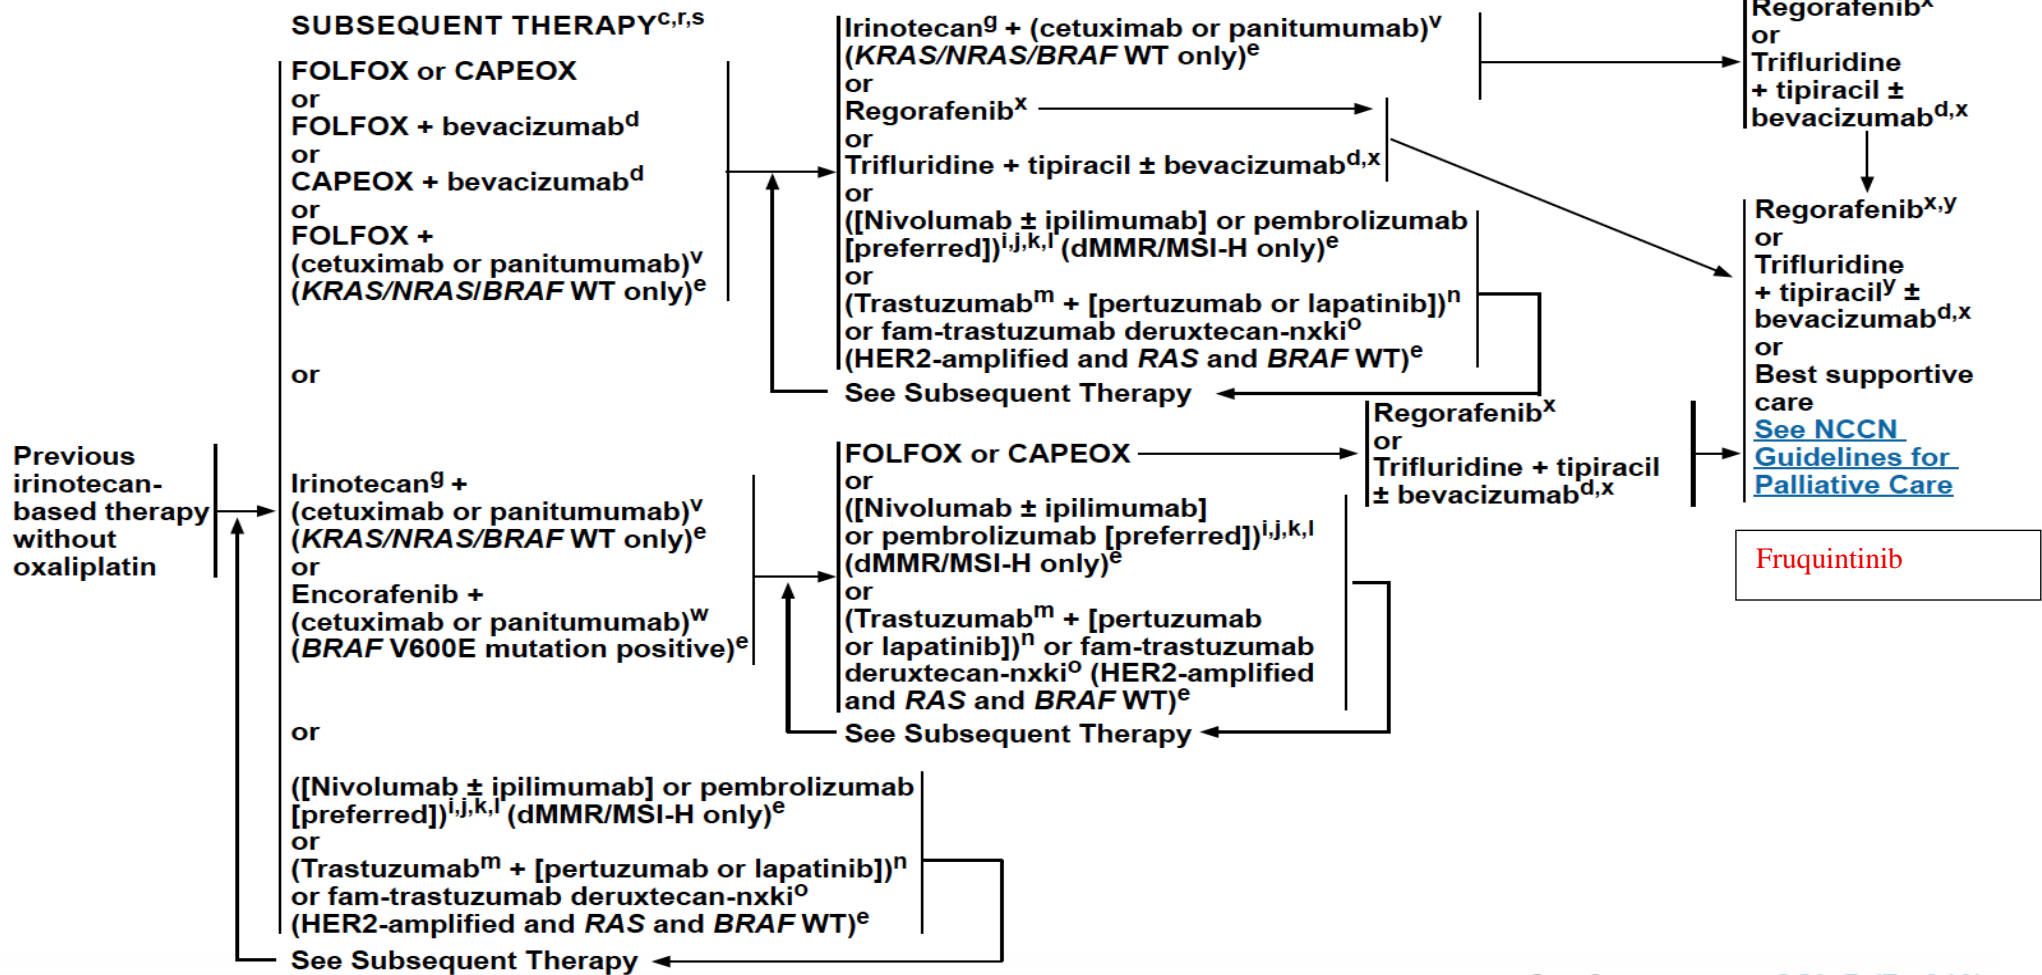 SUBSEQUENT THERAPYc,r,s
FOLFOX or CAPEOX
or
FOLFOX + bevacizumabd
or
CAPEOX + bevacizumabd
or
FOLFOX +
(cetuximab or panitumumab)v
(KRAS/NRAS/BRAF WT only)e
or
Previous
irinotecan-
based therapy
without
oxaliplatin
Irinotecang +
(cetuximab or panitumumab)v
(KRAS/NRAS/BRAF WT only)e
or
Encorafenib +
(cetuximab or panitumumab)w
(BRAF V600E mutation positive)e
or
([Nivolumab ± ipilimumab] or pembrolizumab
[preferred])i,j,k,l (dMMR/MSI-H only)e
or
(Trastuzumabm + [pertuzumab or lapatinib])n
or fam-trastuzumab deruxtecan-nxkio
(HER2-amplified and RAS and BRAF WT)e
See Subsequent Therapy
Irinotecang + (cetuximab or panitumumab)v
(KRAS/NRAS/BRAF WT only)e
or
Regorafenibx
or
Trifluridine + tipiracil ± bevacizumabd,x
or
([Nivolumab ± ipilimumab] or pembrolizumab
[preferred])i,j,k,l (dMMR/MSI-H only)e
or
(Trastuzumabm + [pertuzumab or lapatinib])n
or fam-trastuzumab deruxtecan-nxkio
(HER2-amplified and RAS and BRAF WT)e
See Subsequent Therapy
FOLFOX or CAPEOX
or
([Nivolumab ± ipilimumab]
or pembrolizumab [preferred])i,j,k,l
(dMMR/MSI-H only)e
or
(Trastuzumabm + [pertuzumab
or lapatinib])n or fam-trastuzumab
deruxtecan-nxkio (HER2-amplified
and RAS and BRAF WT)e
See Subsequent Therapy
Regorafenibx
or
Trifluridine + tipiracil
± bevacizumabd,x
Regorafenibx
or
Trifluridine
+ tipiracil ±
bevacizumabd,x
Regorafenibx,y
or
Trifluridine
+ tipiracily ±
bevacizumabd,x
or
Best supportive
care
See NCCN
Guidelines for
Palliative Care
Fruquintinib